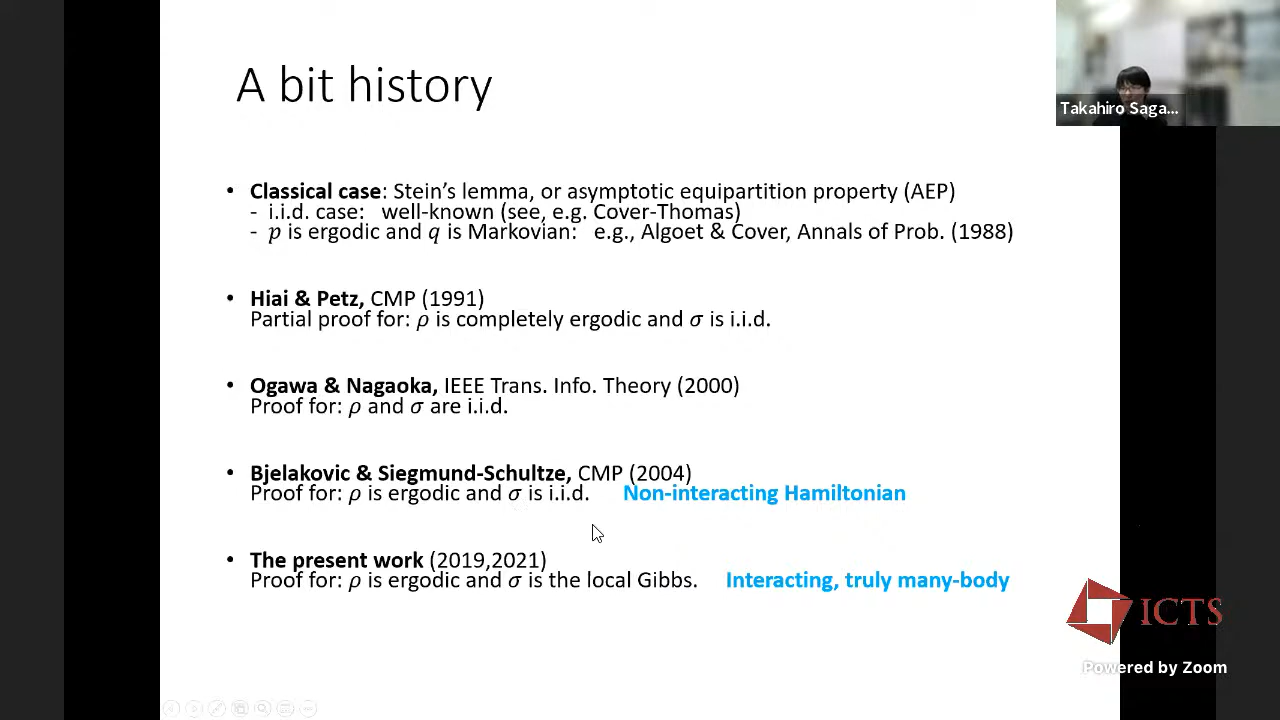 A bit history
Takahiro Saga...
• Classical case: Stein's lemma, or asymptotic equipartition property (AEP)
- i.i.d. case: well-known (see, e.g. Cover-Thomas)
- p is ergodic and q is Markovian: e.g., Algoet & Cover, Annals of Prob. (1988)
• Hiai & Petz, CMP (1991)
Partial proof for: ρ is completely ergodic and σ is i.i.d.
• Ogawa & Nagaoka, IEEE Trans. Info. Theory (2000)
Proof for: ρ and σ are i.i.d.
• Bjelakovic & Siegmund-Schultze, CMP (2004)
Proof for: ρ is ergodic and σ is i.i.d. Non-interacting Hamiltonian
• The present work (2019,2021)
Proof for: ρ is ergodic and σ is the local Gibbs. Interacting, truly many-body
ICTS
Powered by Zoom